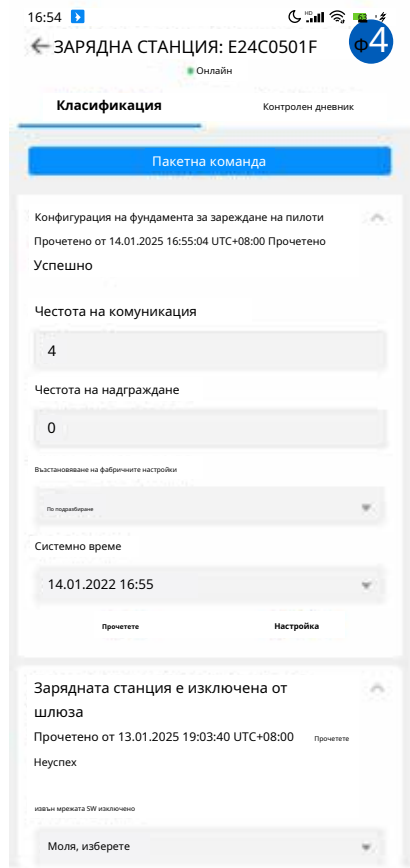 16:54
63
← ЗАРЯДНА СТАНЦИЯ: E24C0501F
ф4
Онлайн
Класификация
Контролен дневник
Пакетна команда
Конфигурация на фундамента за зареждане на пилоти
Прочетено от 14.01.2025 16:55:04 UTC+08:00 Прочетено
Успешно
Честота на комуникация
4
Честота на надграждане
0
Възстановяване на фабричните настройки
По подразбиране
Системно време
14.01.2022 16:55
Прочетете
Настройка
Зарядната станция е изключена от
шлюза
Прочетено от 13.01.2025 19:03:40 UTC+08:00 Прочетете
Неуспех
извън мрежата SW изключено
Моля, изберете